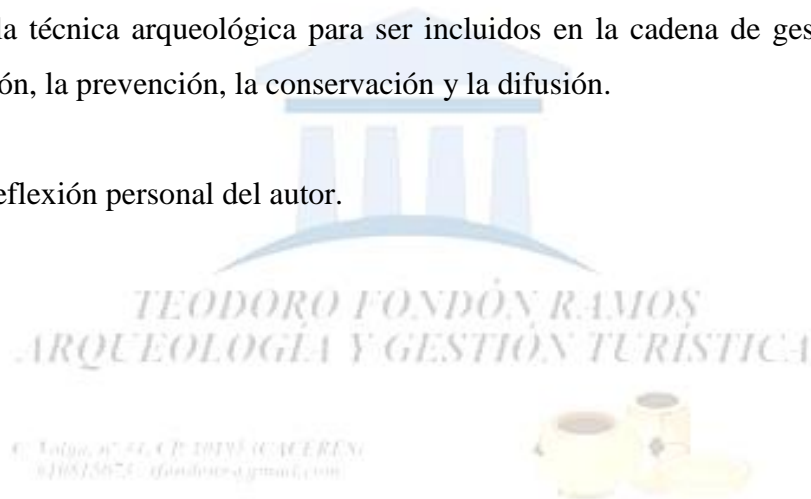 la técnica arqueológica para ser incluidos en la cadena de ges
ón, la prevención, la conservación y la difusión.
eflexión personal del autor.
TEODORO FONDÓN RAMOS
ARQUEOLOGÍA Y GESTIÓN TURÍSTICA